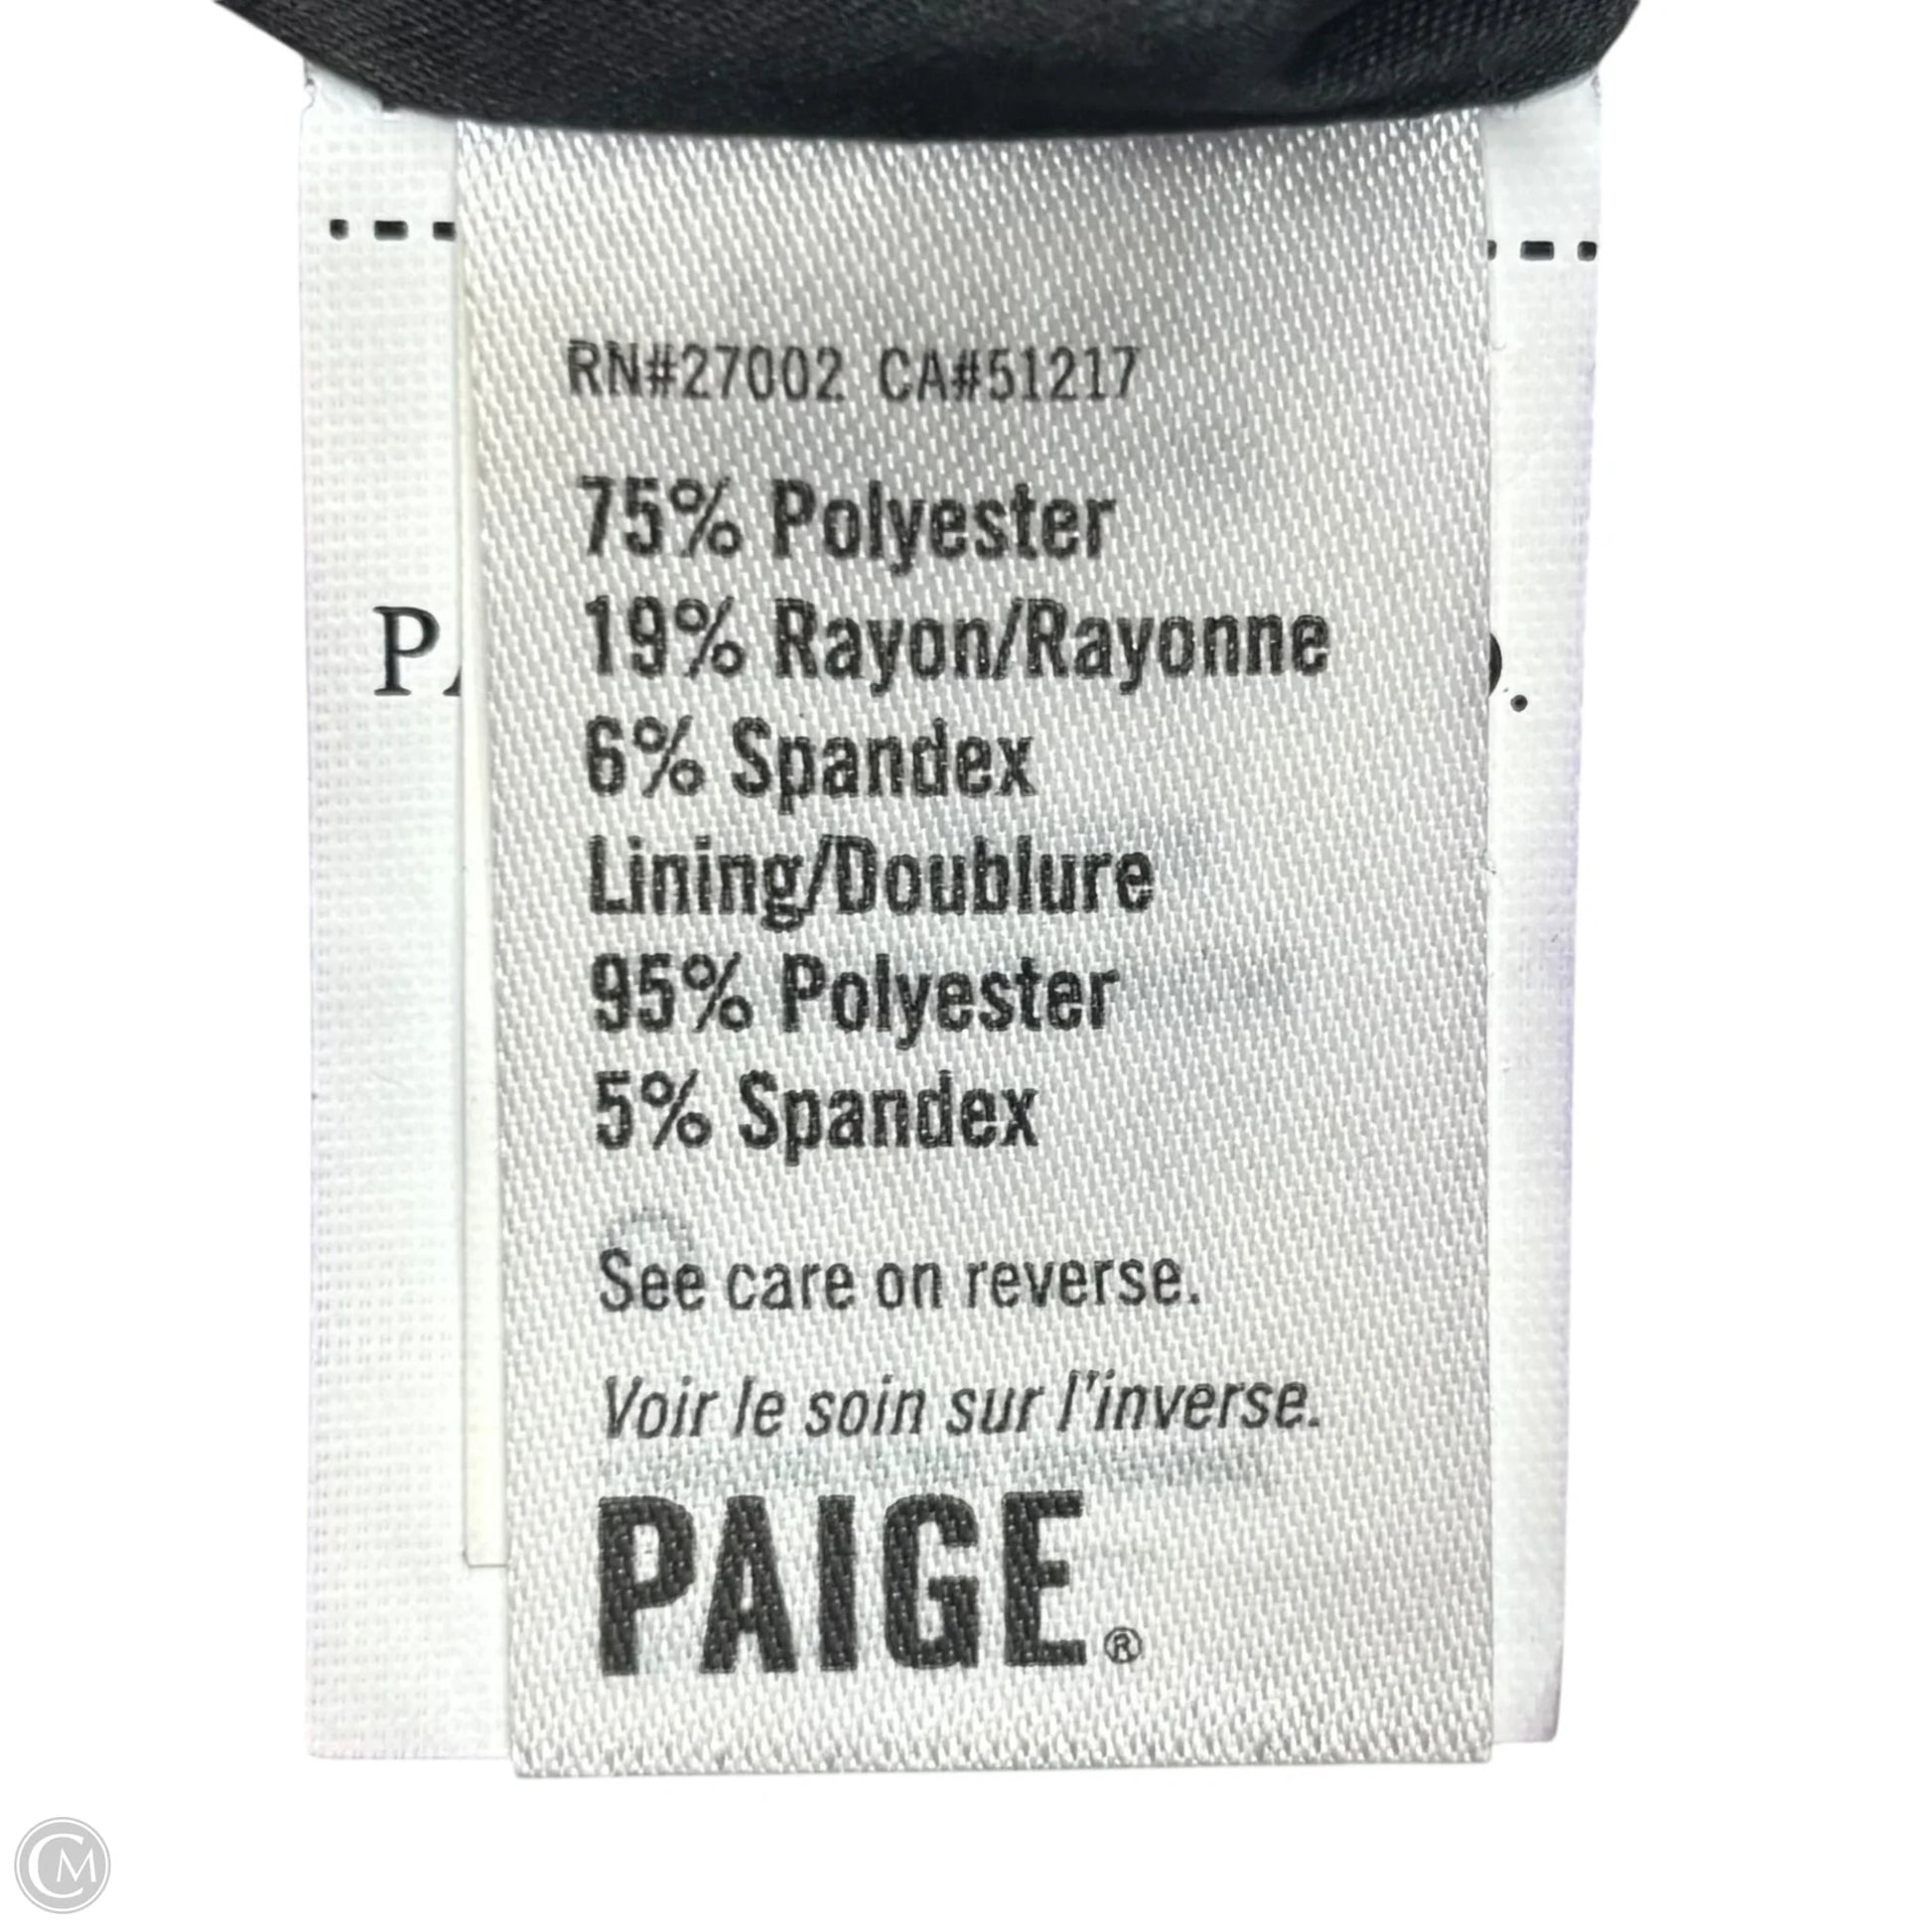 RN#27002 CA#51217
75% Polyester
19% Rayon/Rayonne
6% Spandex
Lining/Doublure
95% Polyester
5% Spandex
See care on reverse.
Voir le soin sur l'inverse.
PAIGE®
CM